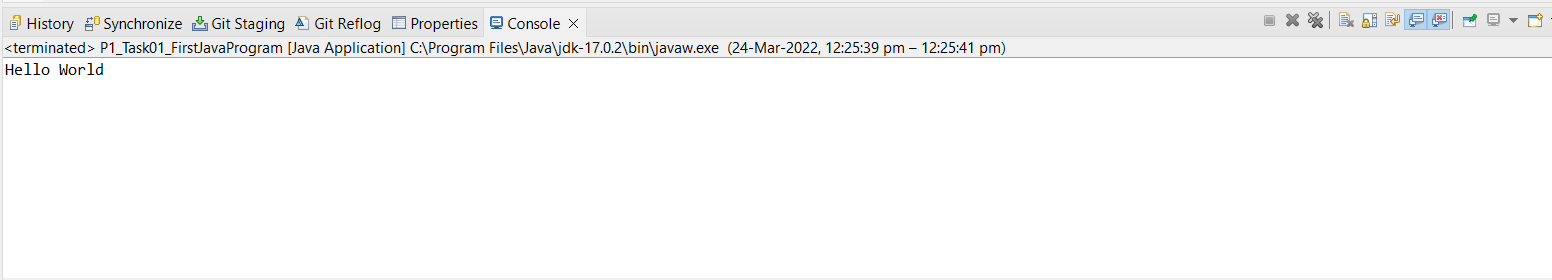 History Synchronize Git Staging Git Reflog Properties Console
<terminated> P1_Task01_FirstJavaProgram [Java Application] C:\Program Files\Java\jdk-17.0.2\bin\javaw.exe (24-Mar-2022, 12:25:39 pm – 12:25:41 pm)
Hello World